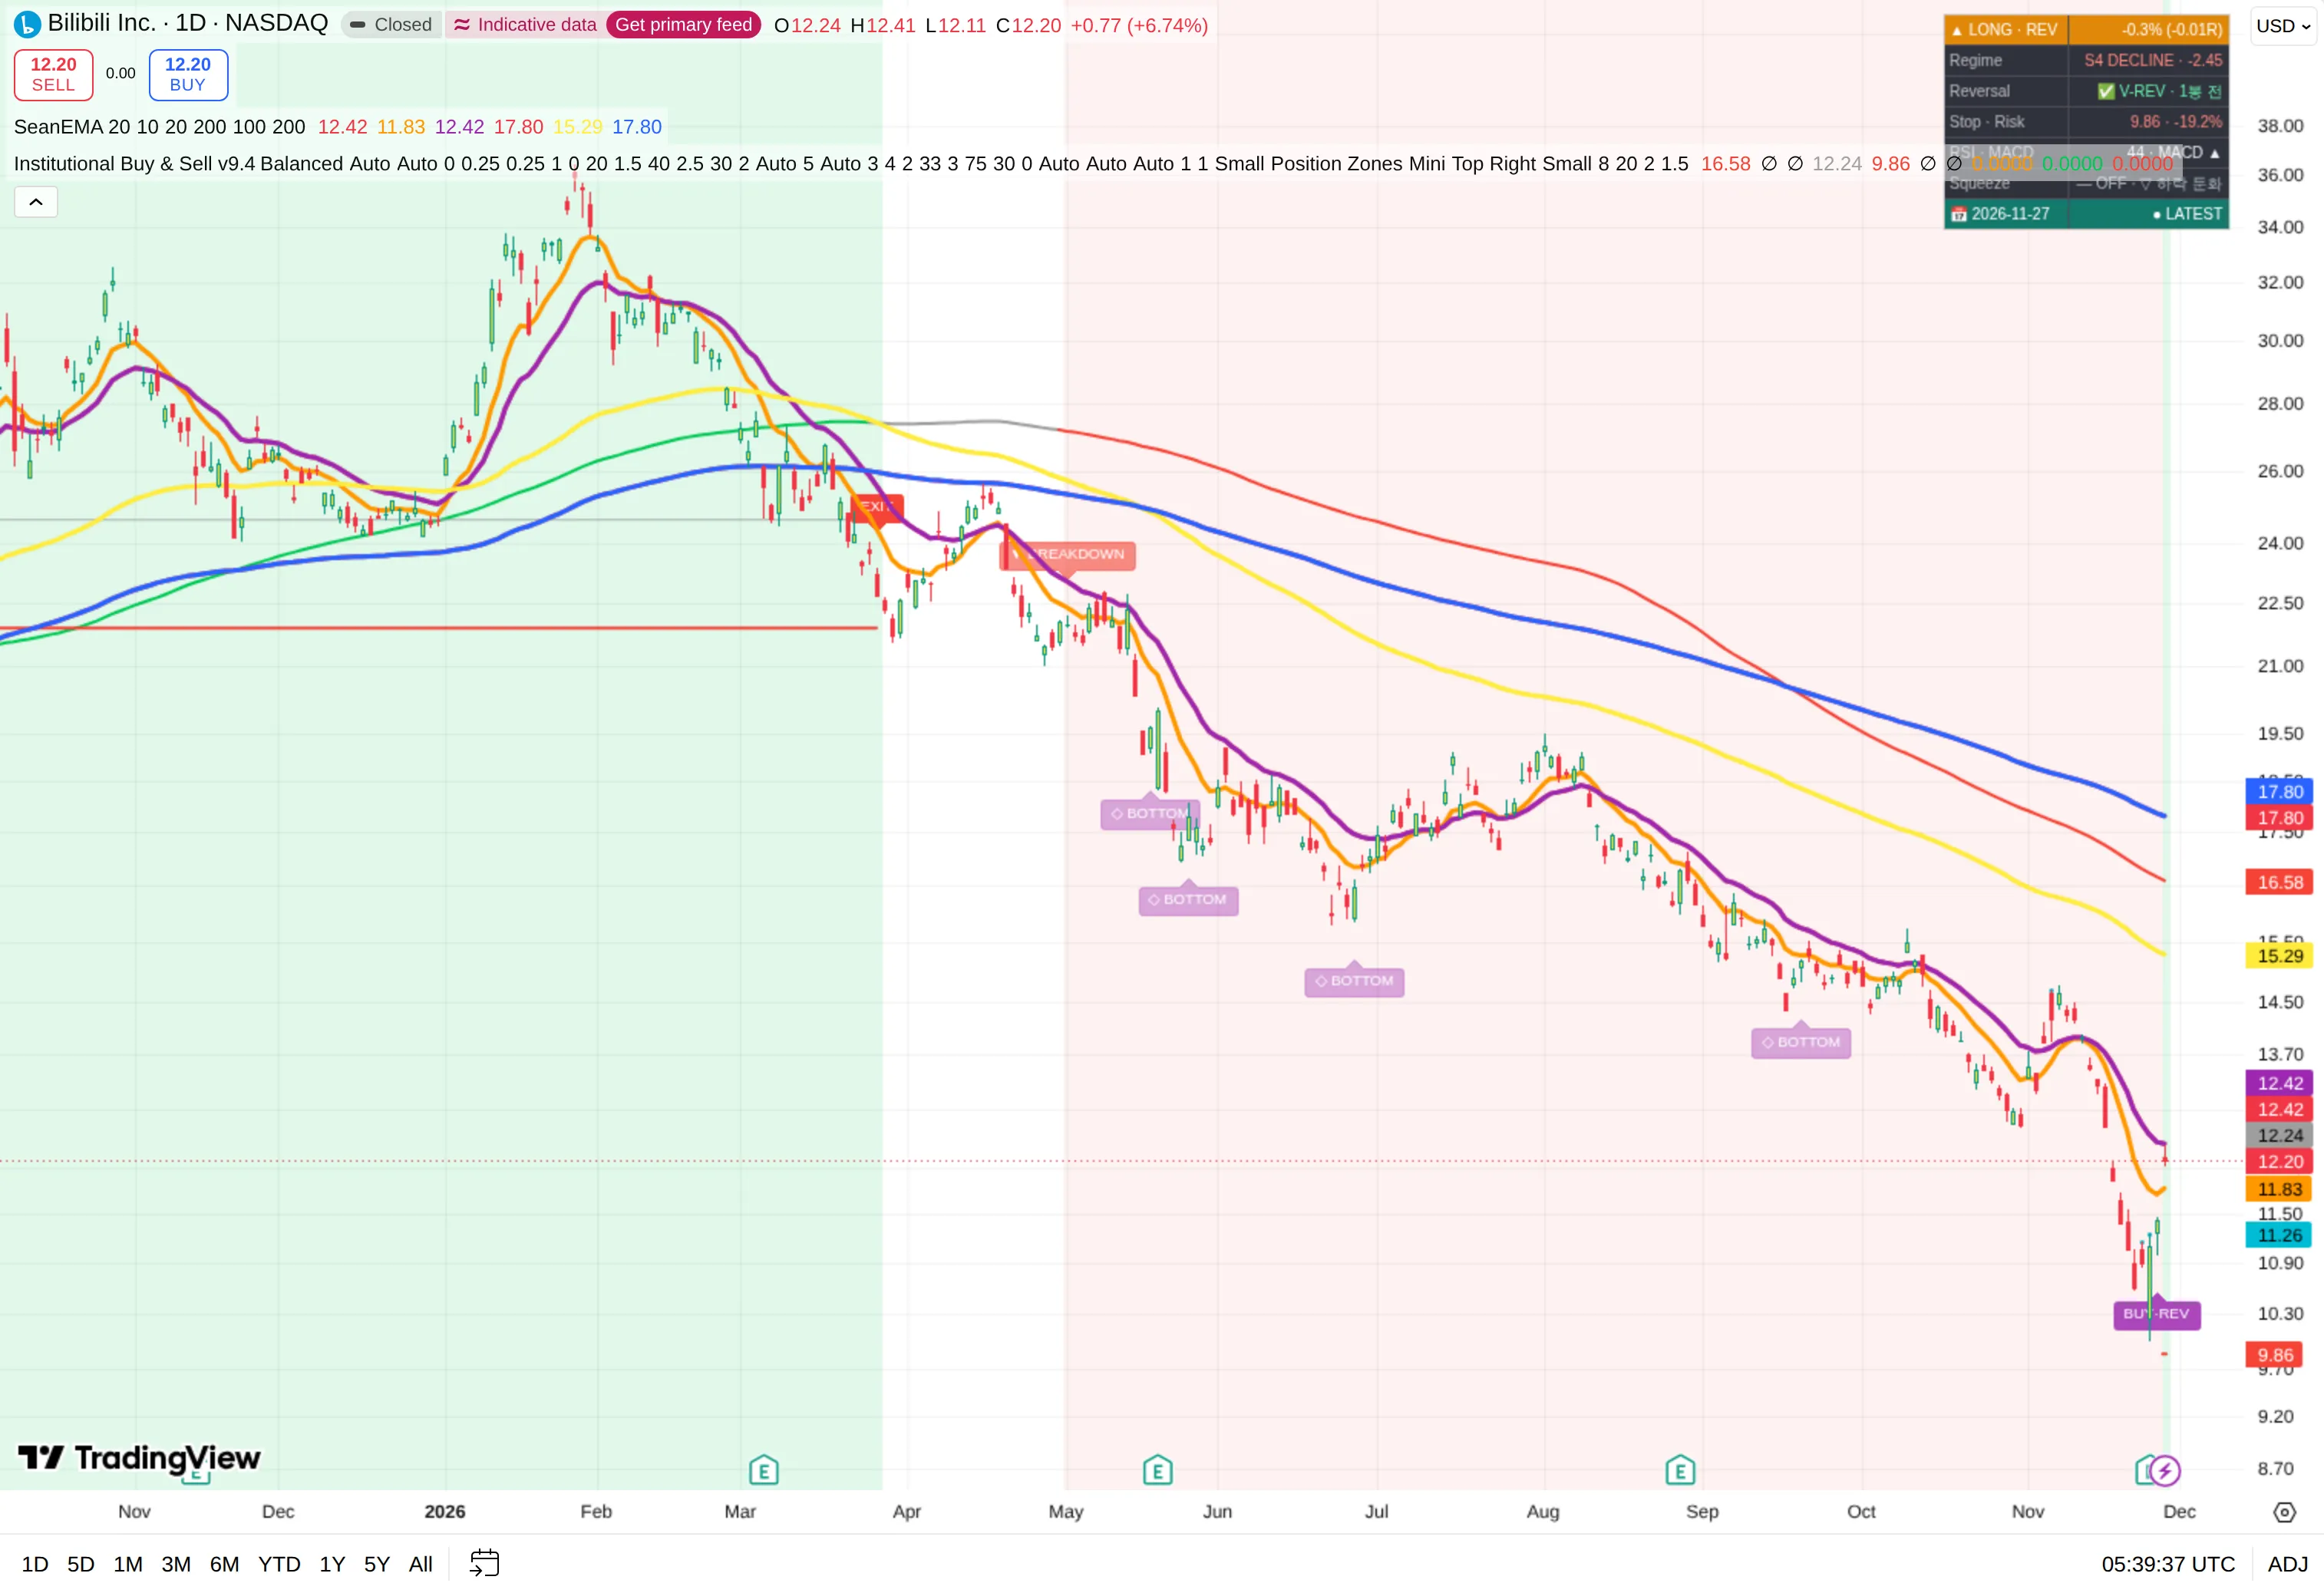 Bilibili Inc. · 1D · NASDAQ Closed Indicative data Get primary feed O12.24 H12.41 L12.11 C12.20 +0.77 (+6.74%)
12.20 SELL 0.00 12.20 BUY
SeanEMA 20 10 20 200 100 200 12.42 11.83 12.42 17.80 15.29 17.80
Institutional Buy & Sell v9.4 Balanced Auto Auto 0 0.25 0.25 1 0 20 1.5 40 2.5 30 2 Auto 5 Auto 3 4 2 33 3 75 30 0 Auto Auto Auto 1 1 Small Position Zones Mini Top Right Small 8 20 2 1.5 16.58 ∅ ∅ 12.24 9.86 ∅ ∅ 0.0000 0.0000 0.0000
▲ LONG · REV -0.3% (-0.01R)
Regime S4 DECLINE · -2.45
Reversal ✅ V-REV · 1봉 전
Stop · Risk 9.86 · -19.2%
RSI · MACD 44 · MACD ▲
Squeeze — OFF · ▽ 하락 둔화
📅 2026-11-27 ● LATEST
USD
38.00
36.00
34.00
32.00
30.00
28.00
26.00
24.00
22.50
21.00
19.50
17.80
17.80
17.50
16.58
15.50
15.29
14.50
13.70
12.42
12.42
12.24
12.20
11.83
11.50
11.26
10.90
10.30
9.86
9.70
9.20
8.70
EXIT
BREAKDOWN
◇ BOTTOM
◇ BOTTOM
◇ BOTTOM
◇ BOTTOM
BUY-REV
TradingView
E
E
E
E
Nov Dec 2026 Feb Mar Apr May Jun Jul Aug Sep Oct Nov Dec
1D 5D 1M 3M 6M YTD 1Y 5Y All
05:39:37 UTC ADJ